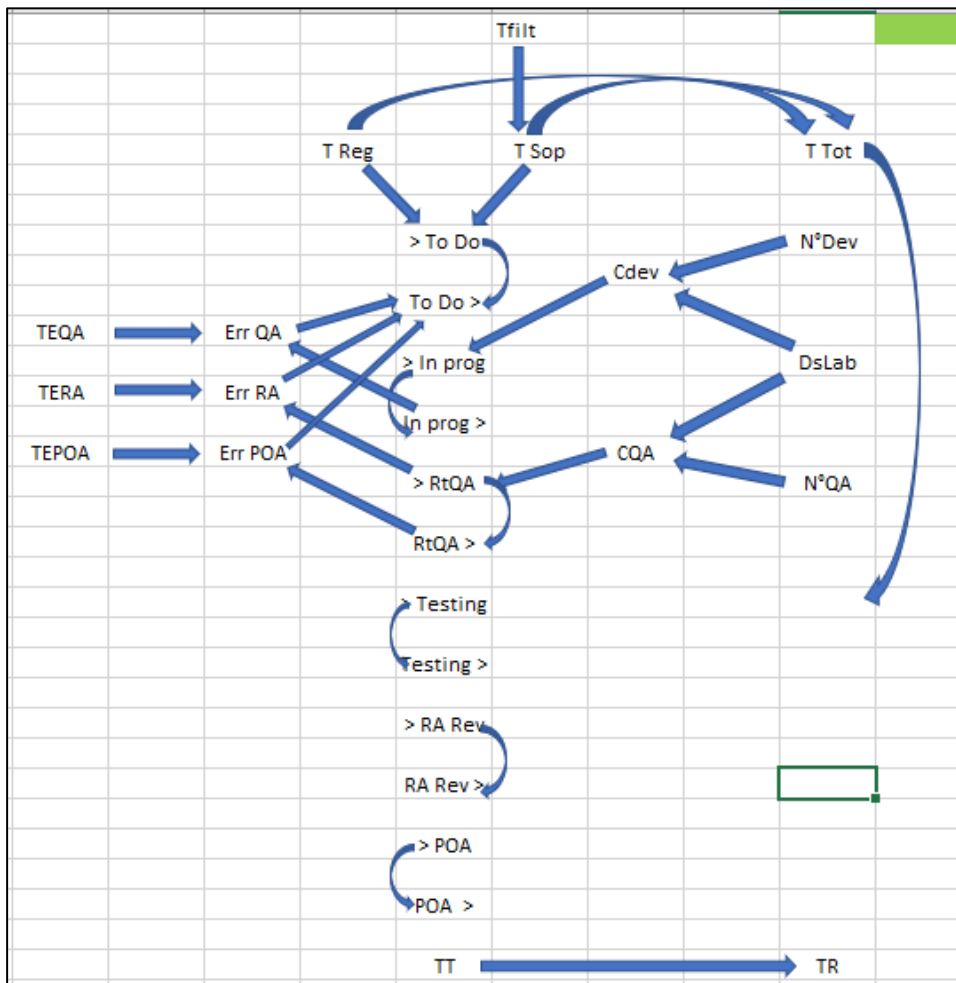 Tfilt
T Reg
T Sop
T Tot
> To Do
N°Dev
Cdev
To Do >
TEQA
Err QA
> In prog
DsLab
TERA
Err RA
In prog >
TEPOA
Err POA
CQA
> RtQA
N°QA
RtQA >
> Testing
Testing >
> RA Rev
RA Rev >
> POA
POA >
TT
TR